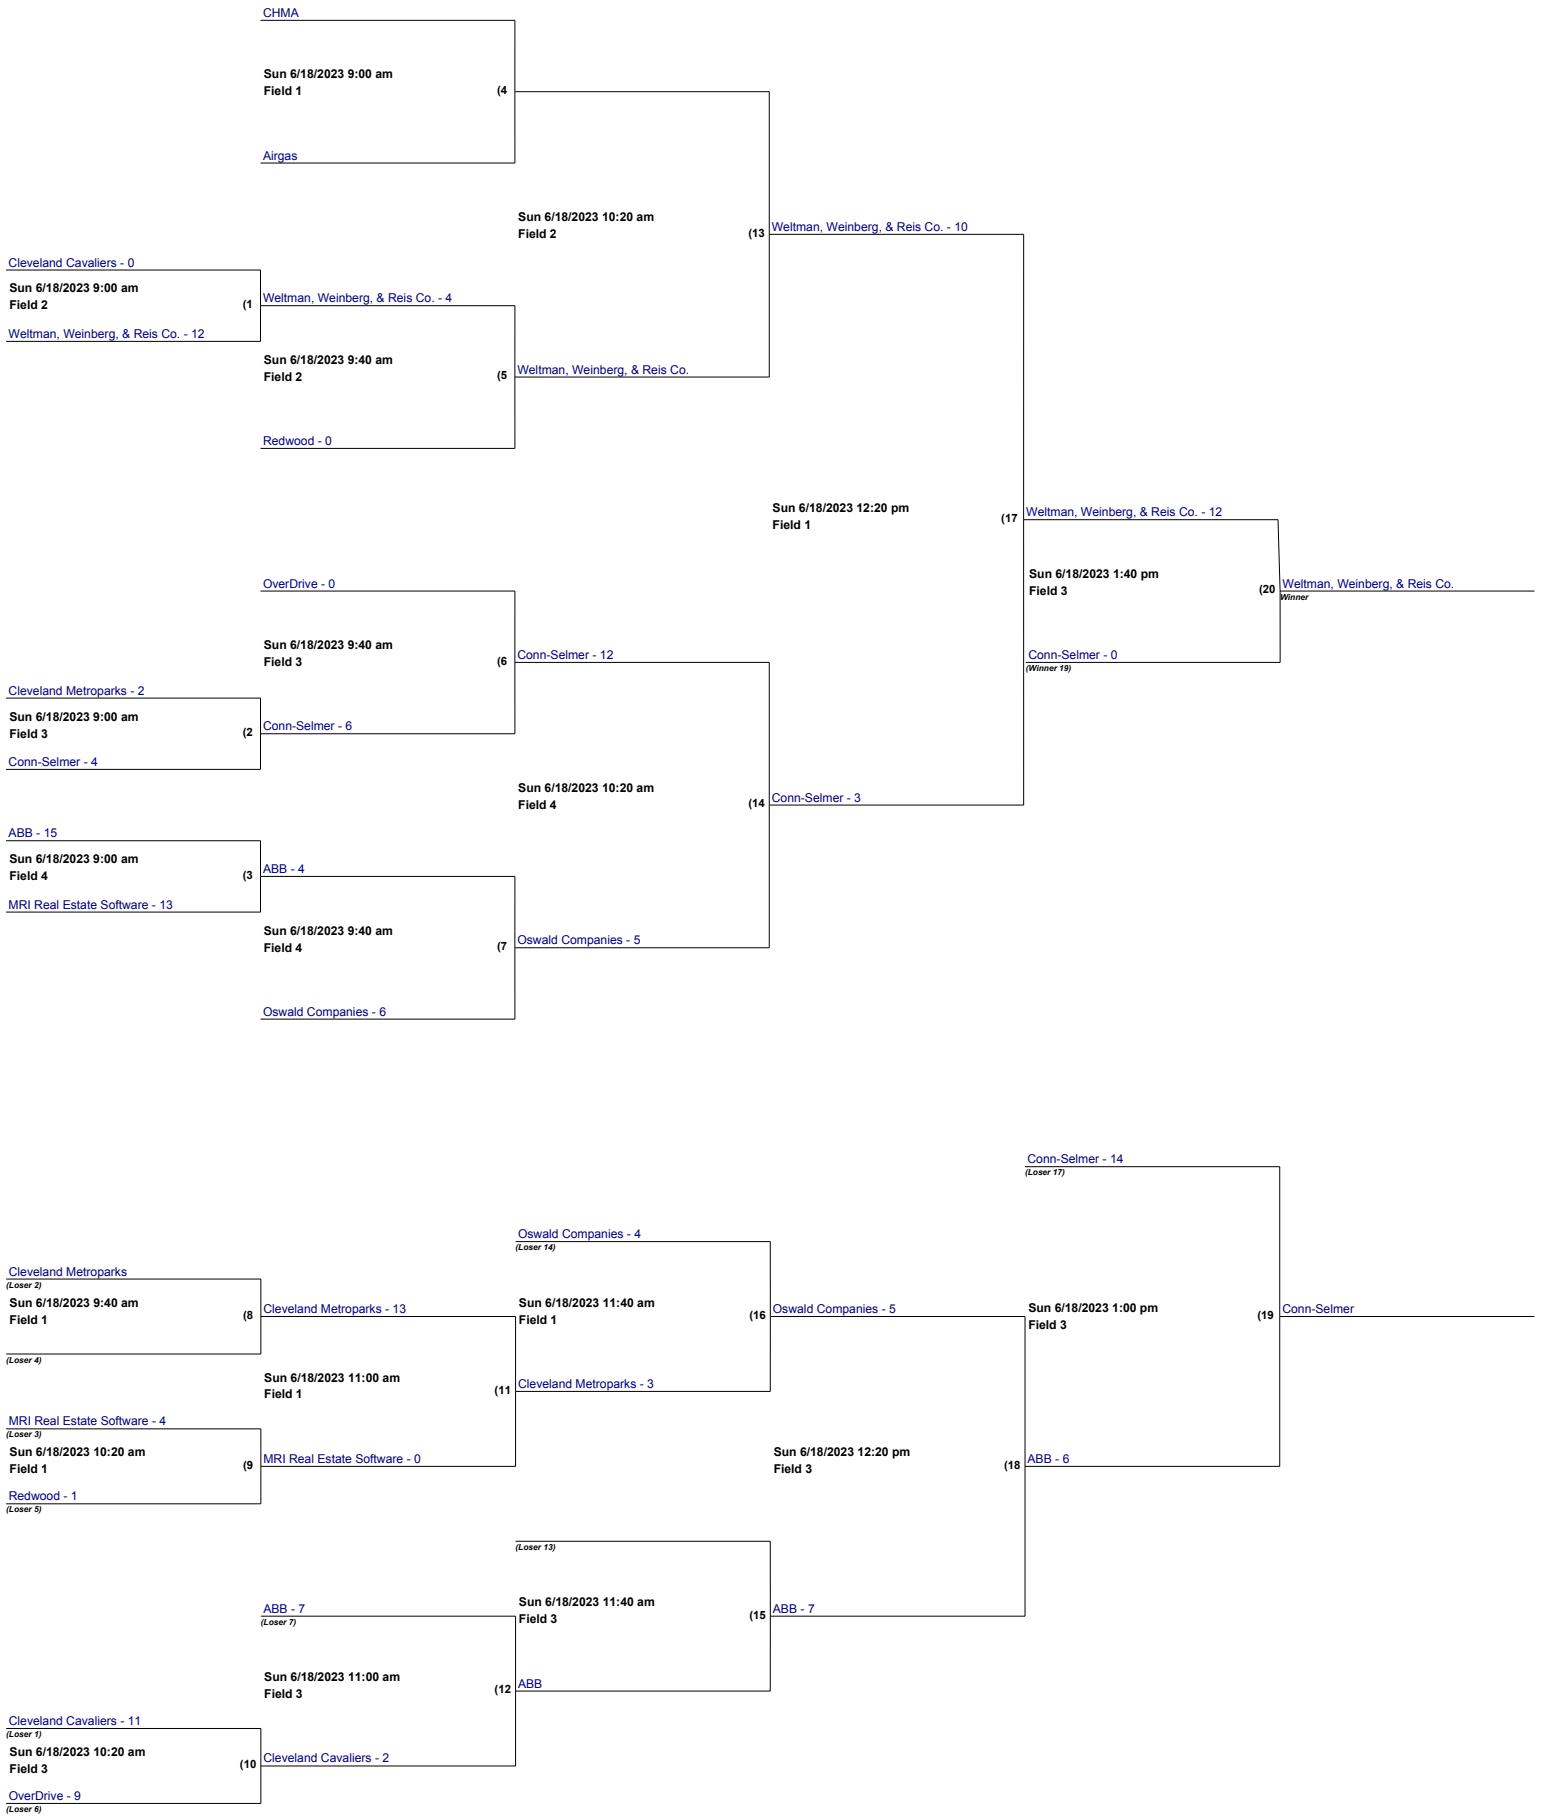 CHMA
Sun 6/18/2023 9:00 am
Field 1
(4
Airgas
Sun 6/18/2023 10:20 am
Field 2
(13
Weltman, Weinberg, & Reis Co. - 10
Cleveland Cavaliers - 0
Sun 6/18/2023 9:00 am
Field 2
(1
Weltman, Weinberg, & Reis Co. - 4
Weltman, Weinberg, & Reis Co. - 12
Sun 6/18/2023 9:40 am
Field 2
(5
Weltman, Weinberg, & Reis Co.
Redwood - 0
Sun 6/18/2023 12:20 pm
Field 1
(17
Weltman, Weinberg, & Reis Co. - 12
OverDrive - 0
Sun 6/18/2023 1:40 pm
Field 3
(20
Weltman, Weinberg, & Reis Co.
Winner
Sun 6/18/2023 9:40 am
Field 3
(6
Conn-Selmer - 12
Conn-Selmer - 0
(Winner 19)
Cleveland Metroparks - 2
Sun 6/18/2023 9:00 am
Field 3
(2
Conn-Selmer - 6
Conn-Selmer - 4
Sun 6/18/2023 10:20 am
Field 4
(14
Conn-Selmer - 3
ABB - 15
Sun 6/18/2023 9:00 am
Field 4
(3
ABB - 4
MRI Real Estate Software - 13
Sun 6/18/2023 9:40 am
Field 4
(7
Oswald Companies - 5
Oswald Companies - 6
Conn-Selmer - 14
(Loser 17)
Oswald Companies - 4
(Loser 14)
Cleveland Metroparks
(Loser 2)
Sun 6/18/2023 9:40 am
Field 1
(8
Cleveland Metroparks - 13
Sun 6/18/2023 11:40 am
Field 1
(16
Oswald Companies - 5
Sun 6/18/2023 1:00 pm
Field 3
(19
Conn-Selmer
(Loser 4)
Sun 6/18/2023 11:00 am
Field 1
(11
Cleveland Metroparks - 3
MRI Real Estate Software - 4
(Loser 3)
Sun 6/18/2023 10:20 am
Field 1
(9
MRI Real Estate Software - 0
Sun 6/18/2023 12:20 pm
Field 3
(18
ABB - 6
Redwood - 1
(Loser 5)
(Loser 13)
ABB - 7
(Loser 7)
Sun 6/18/2023 11:40 am
Field 3
(15
ABB - 7
Sun 6/18/2023 11:00 am
Field 3
(12
ABB
Cleveland Cavaliers - 11
(Loser 1)
Sun 6/18/2023 10:20 am
Field 3
(10
Cleveland Cavaliers - 2
OverDrive - 9
(Loser 6)